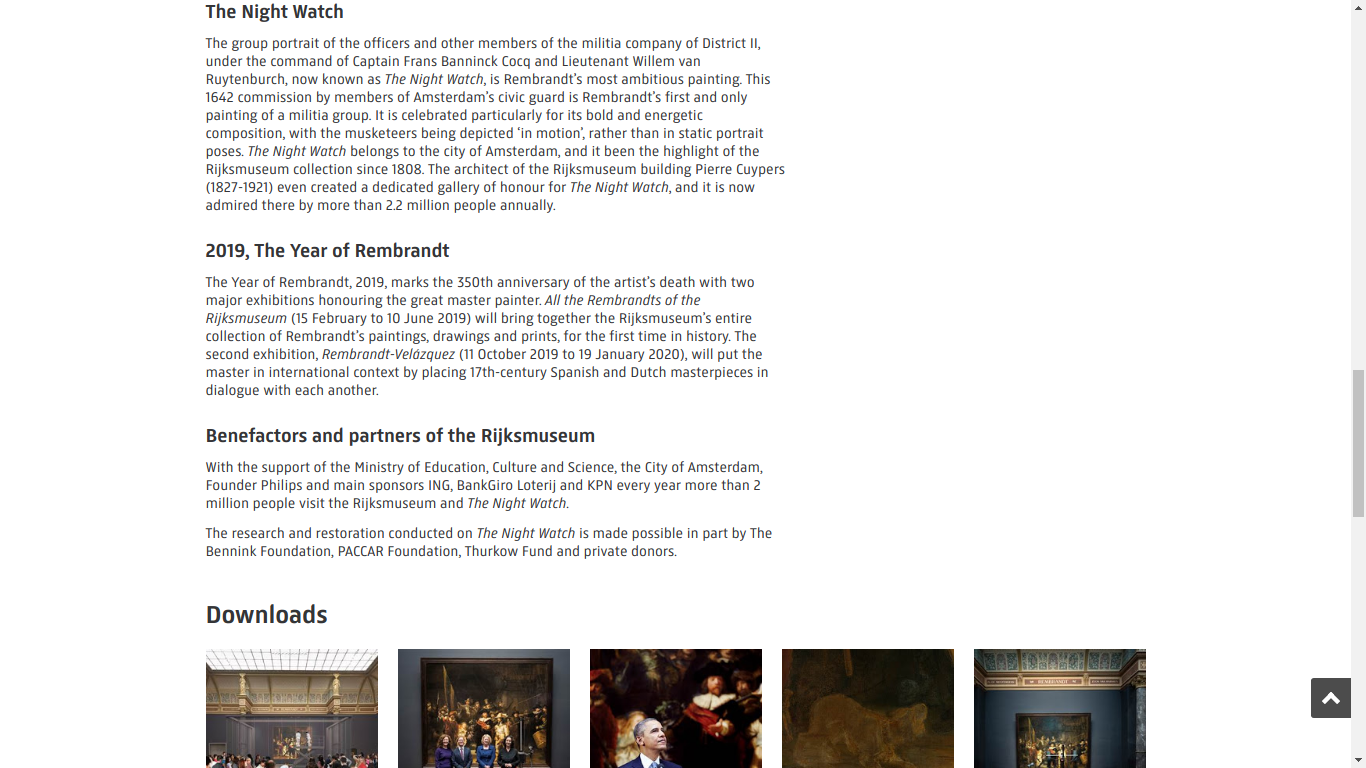 The Night Watch
The group portrait of the officers and other members of the militia company of District II,
under the command of Captain Frans Banninck Cocq and Lieutenant Willem van
Ruytenburch, now known as The Night Watch, is Rembrandt’s most ambitious painting. This
1642 commission by members of Amsterdam’s civic guard is Rembrandt’s first and only
painting of a militia group. It is celebrated particularly for its bold and energetic
composition, with the musketeers being depicted ‘in motion’, rather than in static portrait
poses. The Night Watch belongs to the city of Amsterdam, and it been the highlight of the
Rijksmuseum collection since 1808. The architect of the Rijksmuseum building Pierre Cuypers
(1827-1921) even created a dedicated gallery of honour for The Night Watch, and it is now
admired there by more than 2.2 million people annually.
2019, The Year of Rembrandt
The Year of Rembrandt, 2019, marks the 350th anniversary of the artist’s death with two
major exhibitions honouring the great master painter. All the Rembrandts of the
Rijksmuseum (15 February to 10 June 2019) will bring together the Rijksmuseum’s entire
collection of Rembrandt’s paintings, drawings and prints, for the first time in history. The
second exhibition, Rembrandt-Velázquez (11 October 2019 to 19 January 2020), will put the
master in international context by placing 17th-century Spanish and Dutch masterpieces in
dialogue with each another.
Benefactors and partners of the Rijksmuseum
With the support of the Ministry of Education, Culture and Science, the City of Amsterdam,
Founder Philips and main sponsors ING, BankGiro Loterij and KPN every year more than 2
million people visit the Rijksmuseum and The Night Watch.
The research and restoration conducted on The Night Watch is made possible in part by The
Bennink Foundation, PACCAR Foundation, Thurkow Fund and private donors.
Downloads
REMBRANDT